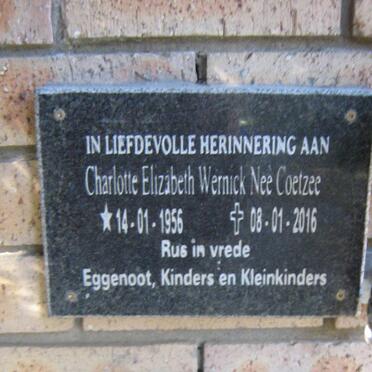 IN LIEFDEVOLLE HERINNERING AAN
Charlotte Elizabeth Wernick Neé Coetzee
★14-01-1956 ✝ 08-01-2016
Rus in vrede
Eggenoot, Kinders en Kleinkinders